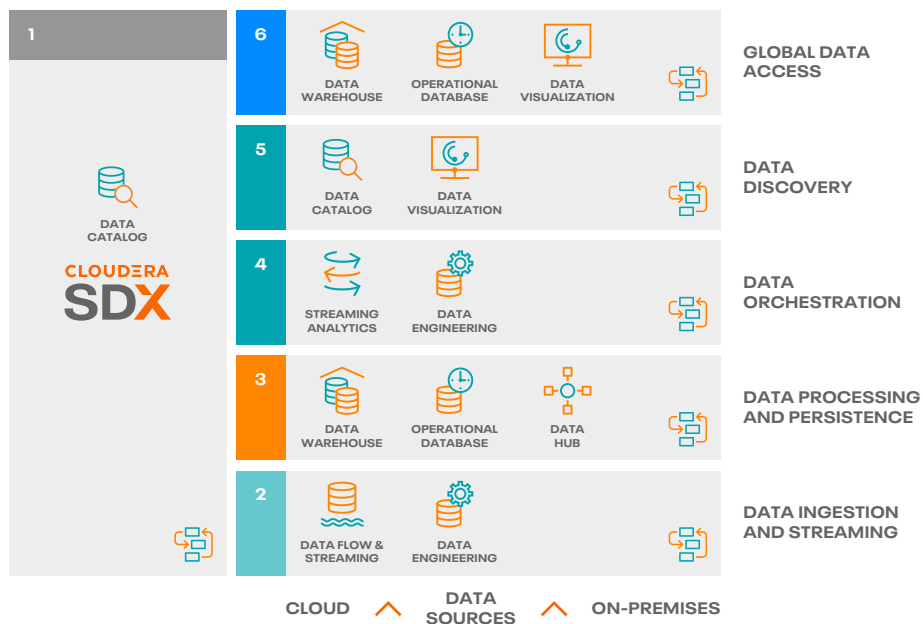 1
DATA
CATALOG
CLOUDERA
SDX
6
DATA
WAREHOUSE
OPERATIONAL
DATABASE
DATA
VISUALIZATION
GLOBAL DATA
ACCESS
5
DATA
CATALOG
DATA
VISUALIZATION
DATA
DISCOVERY
4
STREAMING
ANALYTICS
DATA
ENGINEERING
DATA
ORCHESTRATION
3
DATA
WAREHOUSE
OPERATIONAL
DATABASE
DATA
HUB
DATA PROCESSING
AND PERSISTENCE
2
DATA FLOW &
STREAMING
DATA
ENGINEERING
DATA INGESTION
AND STREAMING
CLOUD
DATA
SOURCES
ON-PREMISES